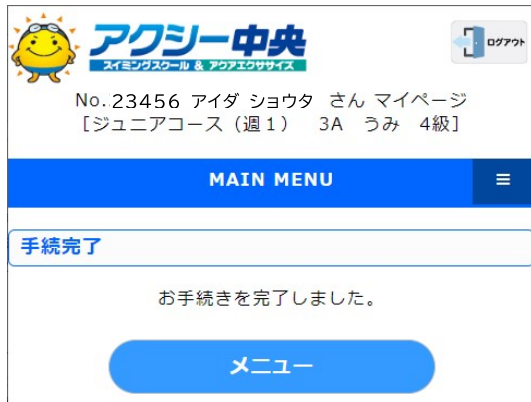 アクシー中央
スイミングスクール & アクアエクササイズ
ログアウト
No.23456 アイダ ショウタ さん マイページ
[ジュニアコース（週１） 3A うみ 4級]
MAIN MENU
手続完了
お手続きを完了しました。
メニュー